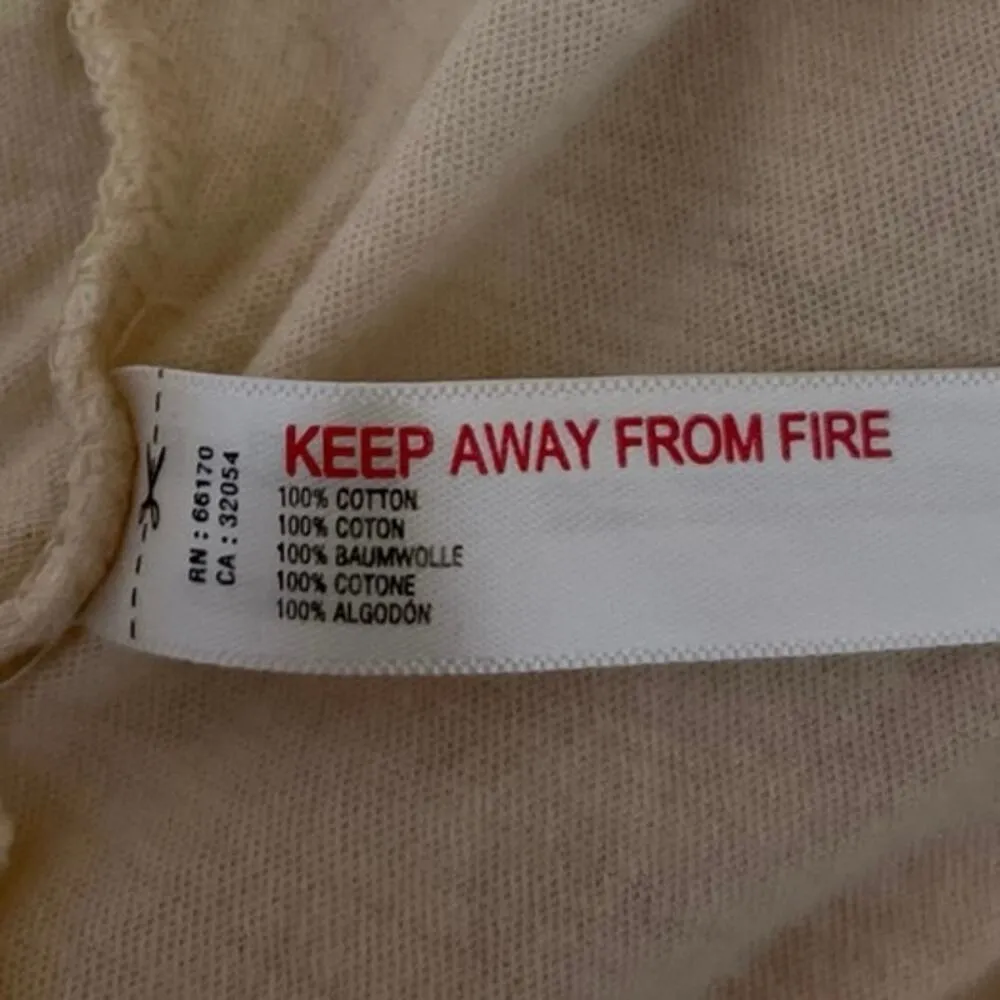 RN : 66170
CA : 32054
KEEP AWAY FROM FIRE
100% COTTON
100% COTON
100% BAUMWOLLE
100% COTONE
100% ALGODÓN